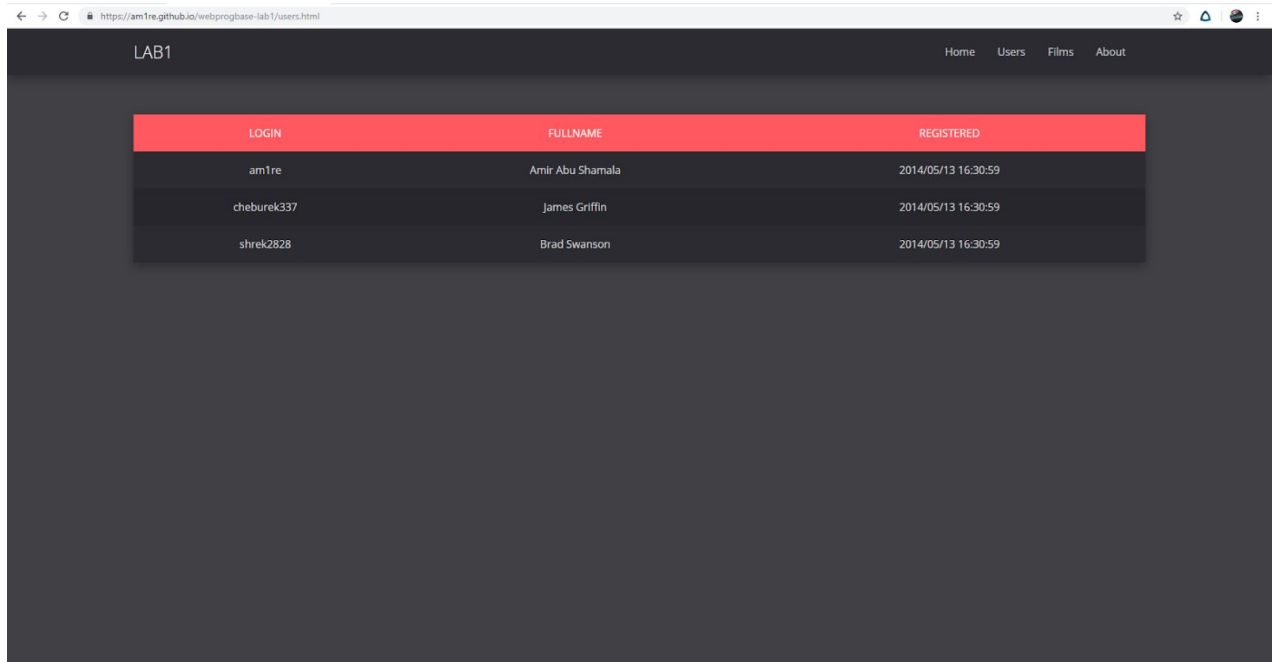 https://am1re.github.io/webprogbase-lab1/users.html
LAB1 Home Users Films About
LOGIN FULLNAME REGISTERED
am1re Amir Abu Shamala 2014/05/13 16:30:59
cheburek337 James Griffin 2014/05/13 16:30:59
shrek2828 Brad Swanson 2014/05/13 16:30:59